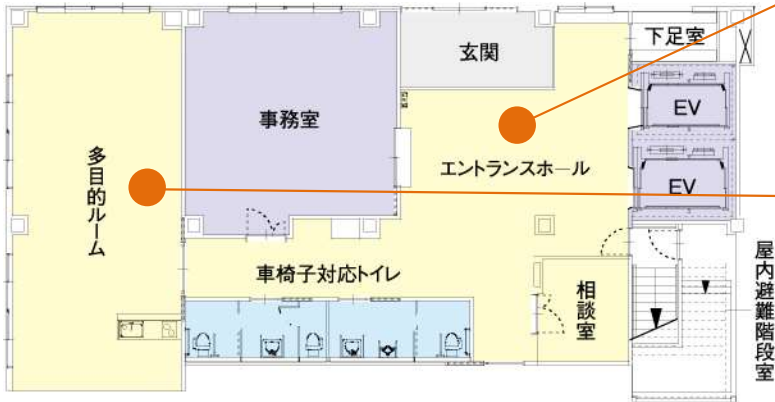 下足室
玄関
EV
事務室
エントランスホール
多目的ルーム
EV
車椅子対応トイレ
相談室
屋内避難階段室